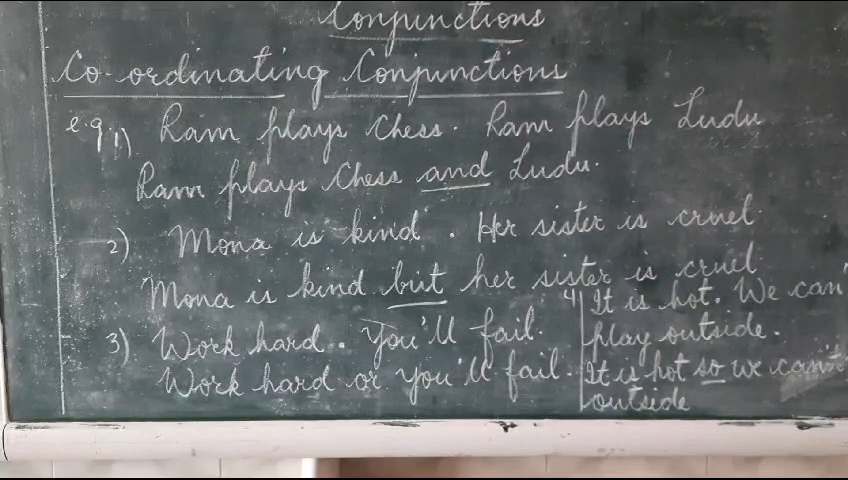 Conjunctions
Co-ordinating Conjunctions
e.g. 1) Ram plays Chess. Ram plays Ludu
Ram plays Chess and Ludu.
2) Mona is kind. Her sister is cruel
Mona is kind but her sister is cruel
3) Work hard. You'll fail.
Work hard or you'll fail.
4) It is hot. We can'
play outside.
It is hot so we can't
outside